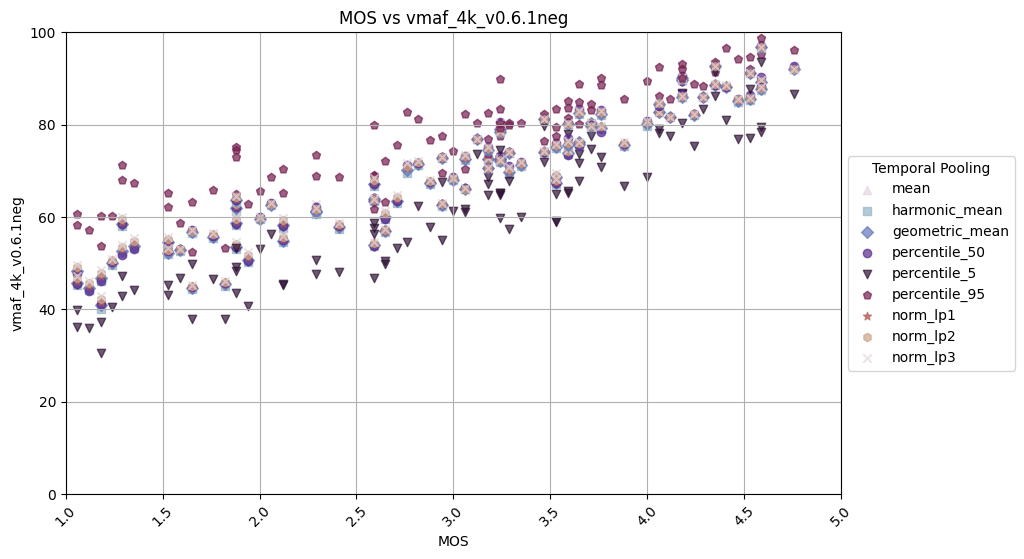 MOS vs vmaf_4k_v0.6.1neg
100
80
60
40
20
0
vmaf_4k_v0.6.1neg
1.0
1.5
2.0
2.5
3.0
3.5
4.0
4.5
5.0
MOS
Temporal Pooling
mean
harmonic_mean
geometric_mean
percentile_50
percentile_5
percentile_95
norm_lp1
norm_lp2
norm_lp3